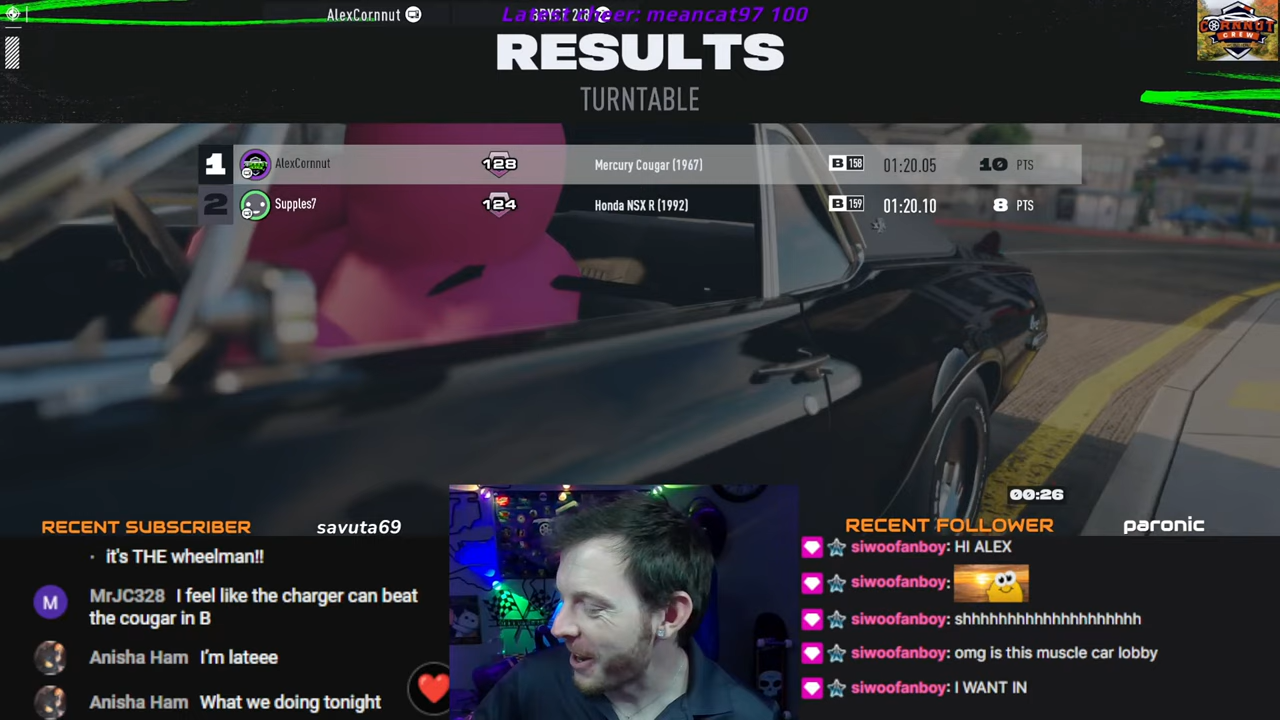 AlexCornnut
Latest cheer: meancat97 100
RESULTS
TURNTABLE
CORNNUT
CREW
1 AlexCornnut 128 Mercury Cougar (1967) B 158 01:20.05 10 PTS
2 Supples7 124 Honda NSX R (1992) B 159 01:20.10 8 PTS
00:26
RECENT SUBSCRIBER savuta69
RECENT FOLLOWER paronic
· it's THE wheelman!!
M MrJC328 I feel like the charger can beat
the cougar in B
Anisha Ham I'm lateee
Anisha Ham What we doing tonight
siwoofanboy: HI ALEX
siwoofanboy:
siwoofanboy: shhhhhhhhhhhhhhhhhhhh
siwoofanboy: omg is this muscle car lobby
siwoofanboy: I WANT IN